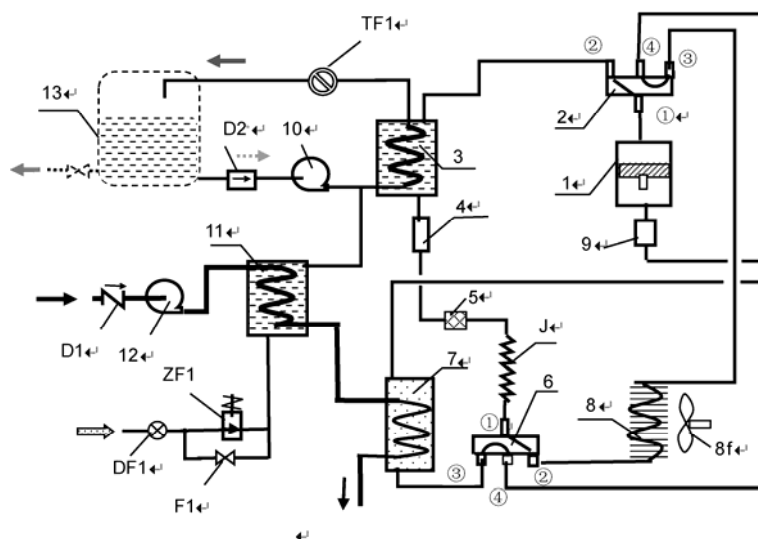 TF1↵
②
④
③
13↵
D2↵
10↵
2↵
①↵
3
1↵
4↵
9↵
11↵
5↵
J↵
D1↵
12↵
ZF1
7↵
6
8↵
8f↵
①
DF1↵
F1↵
③
②
④
↵